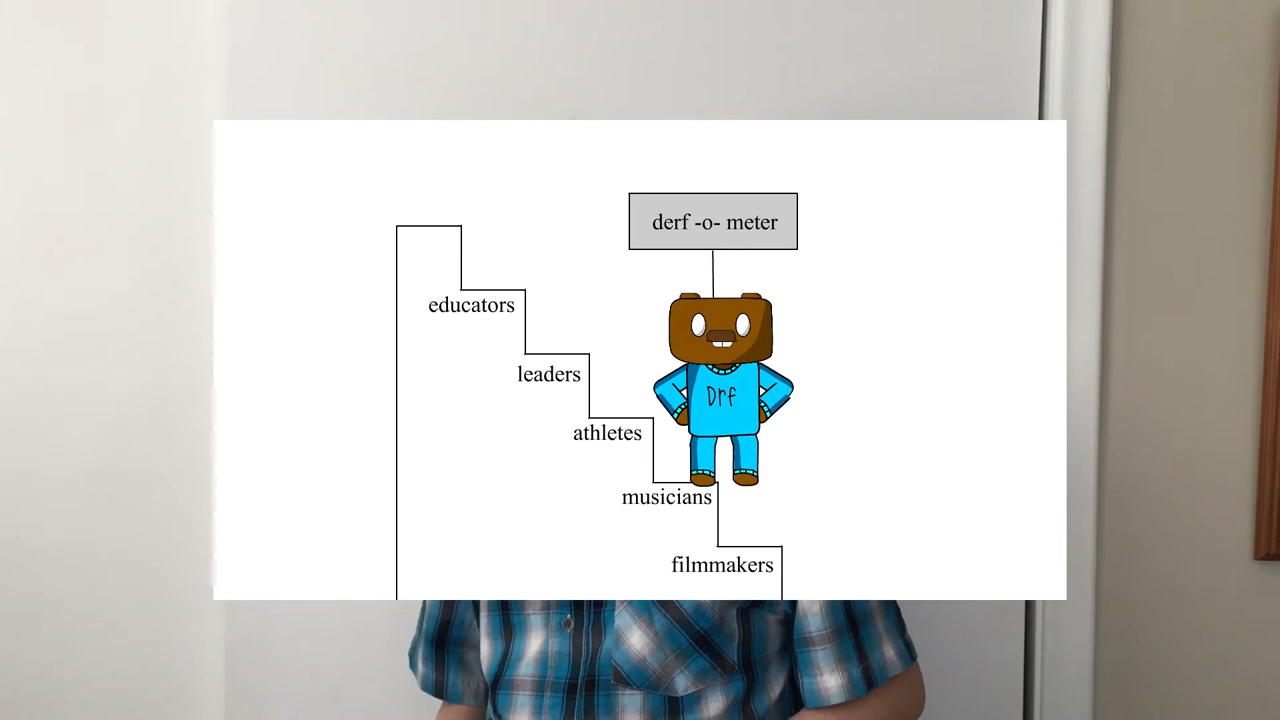 derf -o- meter
educators
leaders
Drf
athletes
musicians
filmmakers